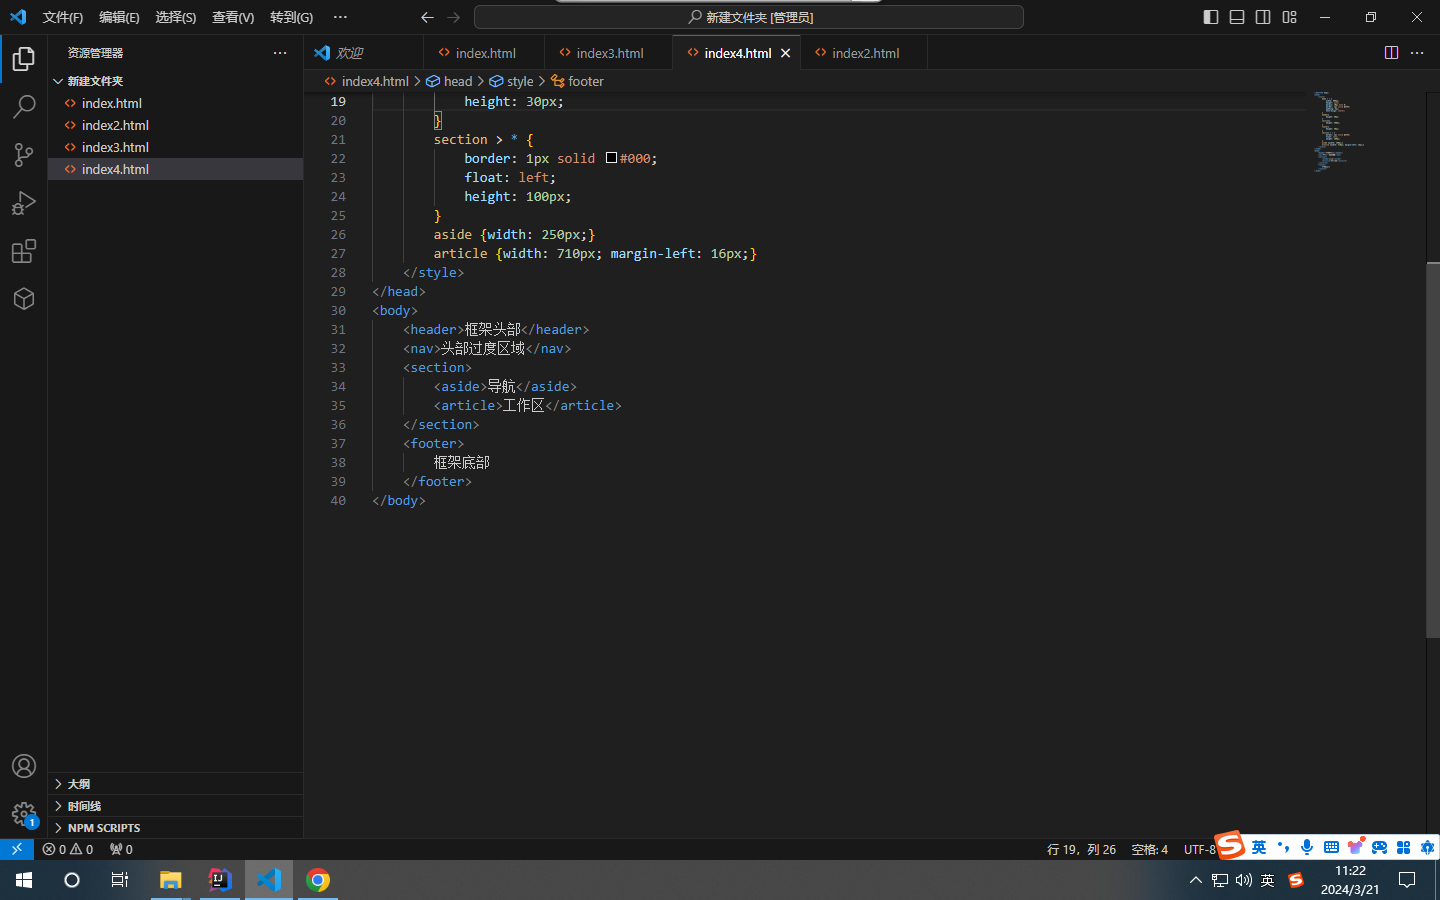 文件(F) 编辑(E) 选择(S) 查看(V) 转到(G) ··· 新建文件夹 [管理员]
资源管理器 ··· 欢迎 index.html index3.html index4.html index2.html ···
新建文件夹 index4.html > head > style > footer
index.html
index2.html
index3.html
index4.html
19 height: 30px;
20 }
21 section > * {
22 border: 1px solid #000;
23 float: left;
24 height: 100px;
25 }
26 aside {width: 250px;}
27 article {width: 710px; margin-left: 16px;}
28 </style>
29 </head>
30 <body>
31 <header>框架头部</header>
32 <nav>头部过度区域</nav>
33 <section>
34 <aside>导航</aside>
35 <article>工作区</article>
36 </section>
37 <footer>
38 框架底部
39 </footer>
40 </body>
1
大纲
时间线
NPM SCRIPTS
0 0 0 行 19，列 26 空格: 4 UTF-8 S 英
英 S 11:22
2024/3/21